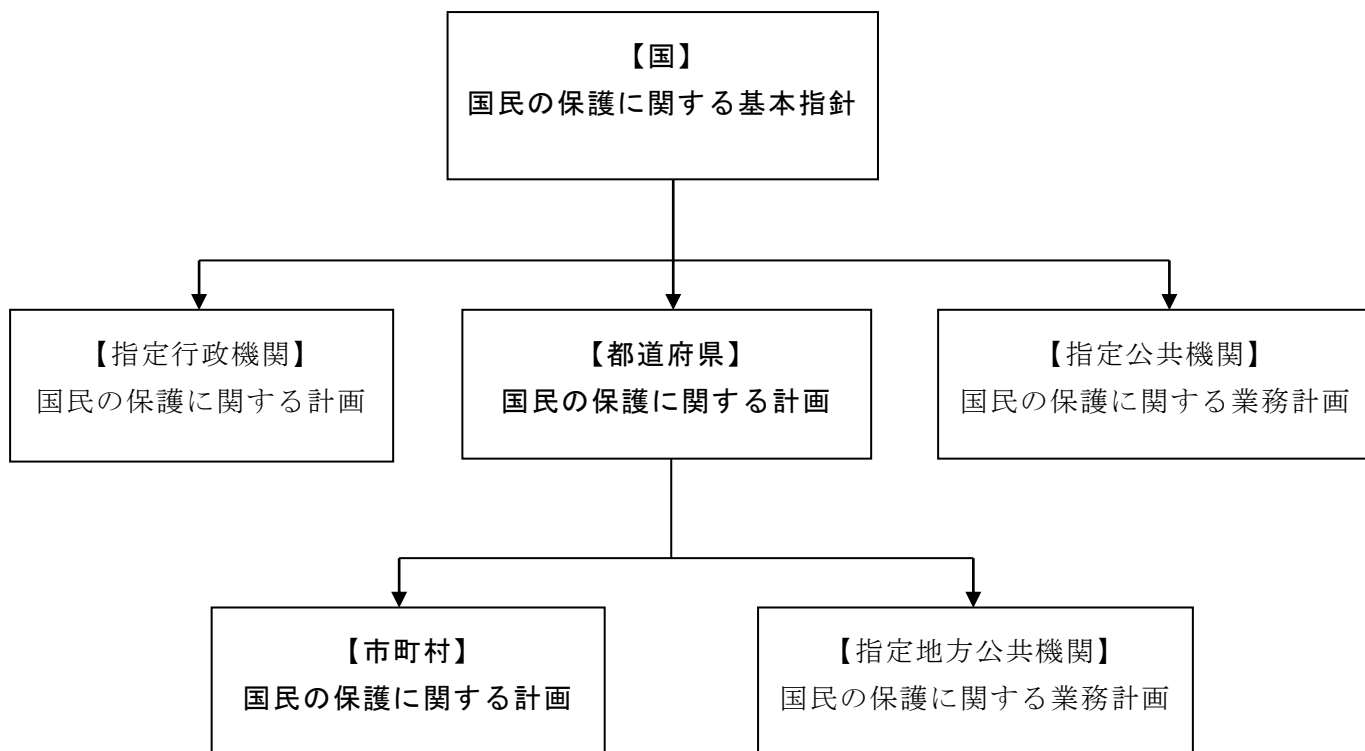 【国】
国民の保護に関する基本指針
【指定行政機関】
国民の保護に関する計画
【都道府県】
国民の保護に関する計画
【指定公共機関】
国民の保護に関する業務計画
【市町村】
国民の保護に関する計画
【指定地方公共機関】
国民の保護に関する業務計画